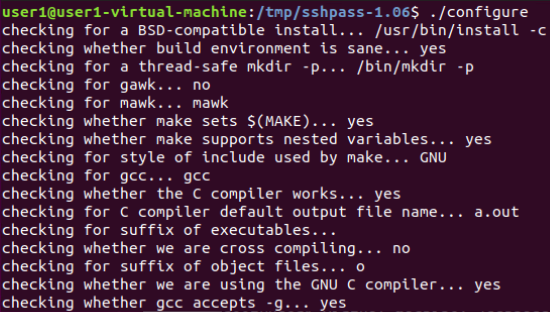 user1@user1-virtual-machine:/tmp/sshpass-1.06$ ./configure
checking for a BSD-compatible install... /usr/bin/install -c
checking whether build environment is sane... yes
checking for a thread-safe mkdir -p... /bin/mkdir -p
checking for gawk... no
checking for mawk... mawk
checking whether make sets $(MAKE)... yes
checking whether make supports nested variables... yes
checking for style of include used by make... GNU
checking for gcc... gcc
checking whether the C compiler works... yes
checking for C compiler default output file name... a.out
checking for suffix of executables...
checking whether we are cross compiling... no
checking for suffix of object files... o
checking whether we are using the GNU C compiler... yes
checking whether gcc accepts -g... yes